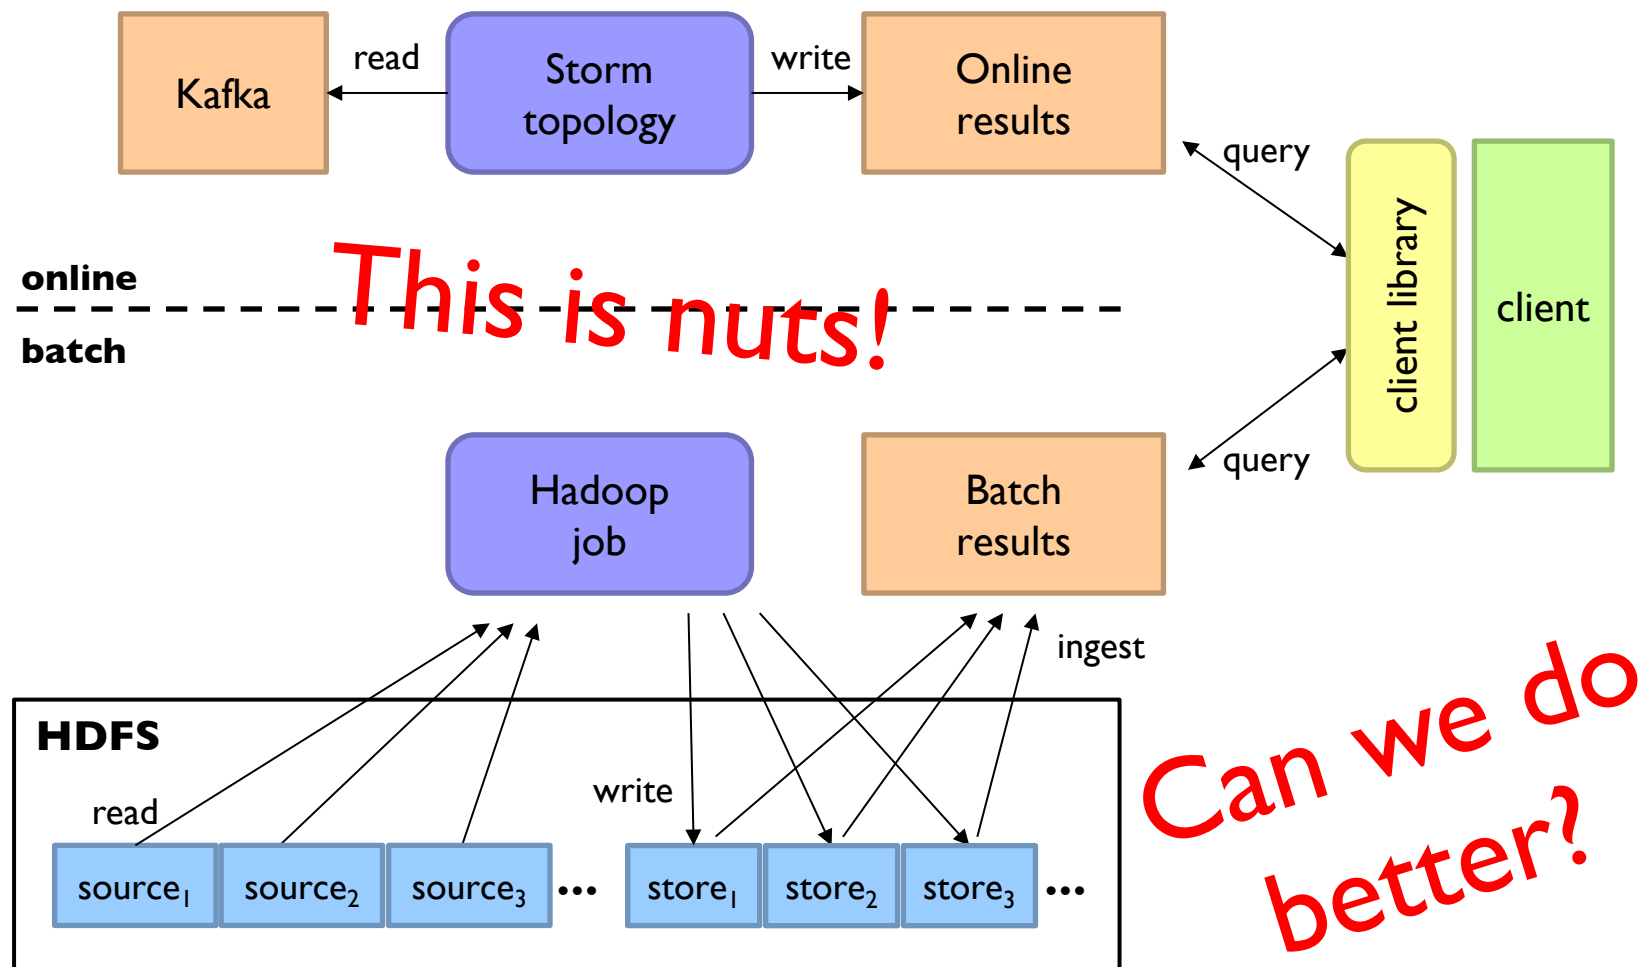 Kafka
read
Storm
topology
write
Online
results
query
client library
client
online
This is nuts!
batch
Hadoop
job
Batch
results
query
ingest
HDFS
read
write
source₁
source₂
source₃
...
store₁
store₂
store₃
...
Can we do
better?